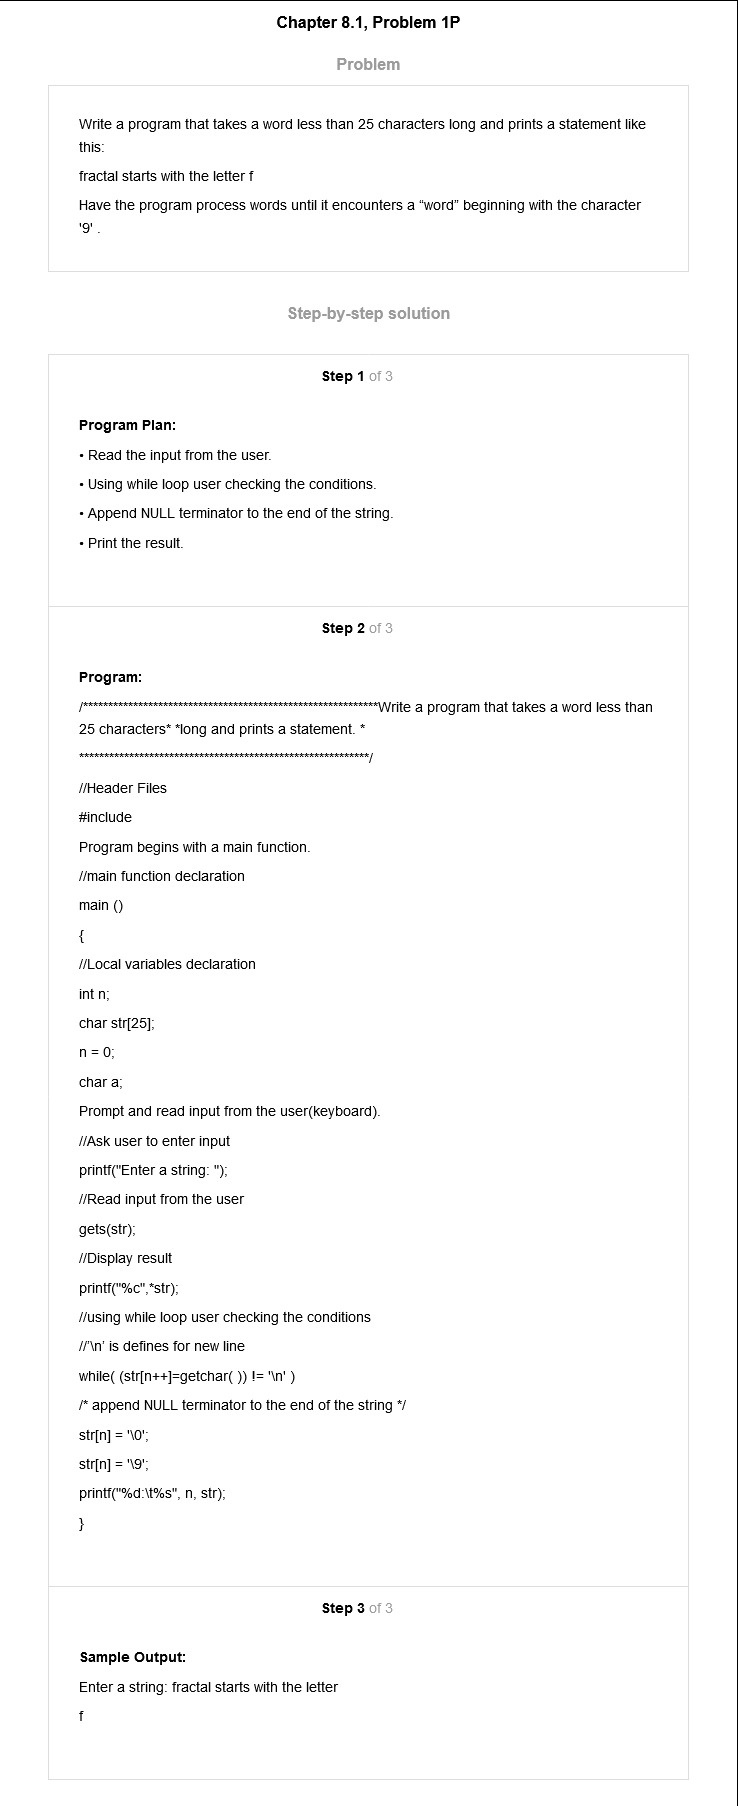 Chapter 8.1, Problem 1P
Problem
Write a program that takes a word less than 25 characters long and prints a statement like
this:
fractal starts with the letter f
Have the program process words until it encounters a “word” beginning with the character
'9' .
Step-by-step solution
Step 1 of 3
Program Plan:
• Read the input from the user.
• Using while loop user checking the conditions.
• Append NULL terminator to the end of the string.
• Print the result.
Step 2 of 3
Program:
/***********************************************************Write a program that takes a word less than
25 characters* *long and prints a statement. *
**********************************************************/
//Header Files
#include
Program begins with a main function.
//main function declaration
main ()
{
//Local variables declaration
int n;
char str[25];
n = 0;
char a;
Prompt and read input from the user(keyboard).
//Ask user to enter input
printf("Enter a string: ");
//Read input from the user
gets(str);
//Display result
printf("%c",*str);
//using while loop user checking the conditions
//'\n' is defines for new line
while( (str[n++]=getchar( )) != '\n' )
/* append NULL terminator to the end of the string */
str[n] = '\0';
str[n] = '\9';
printf("%d:\t%s", n, str);
}
Step 3 of 3
Sample Output:
Enter a string: fractal starts with the letter
f